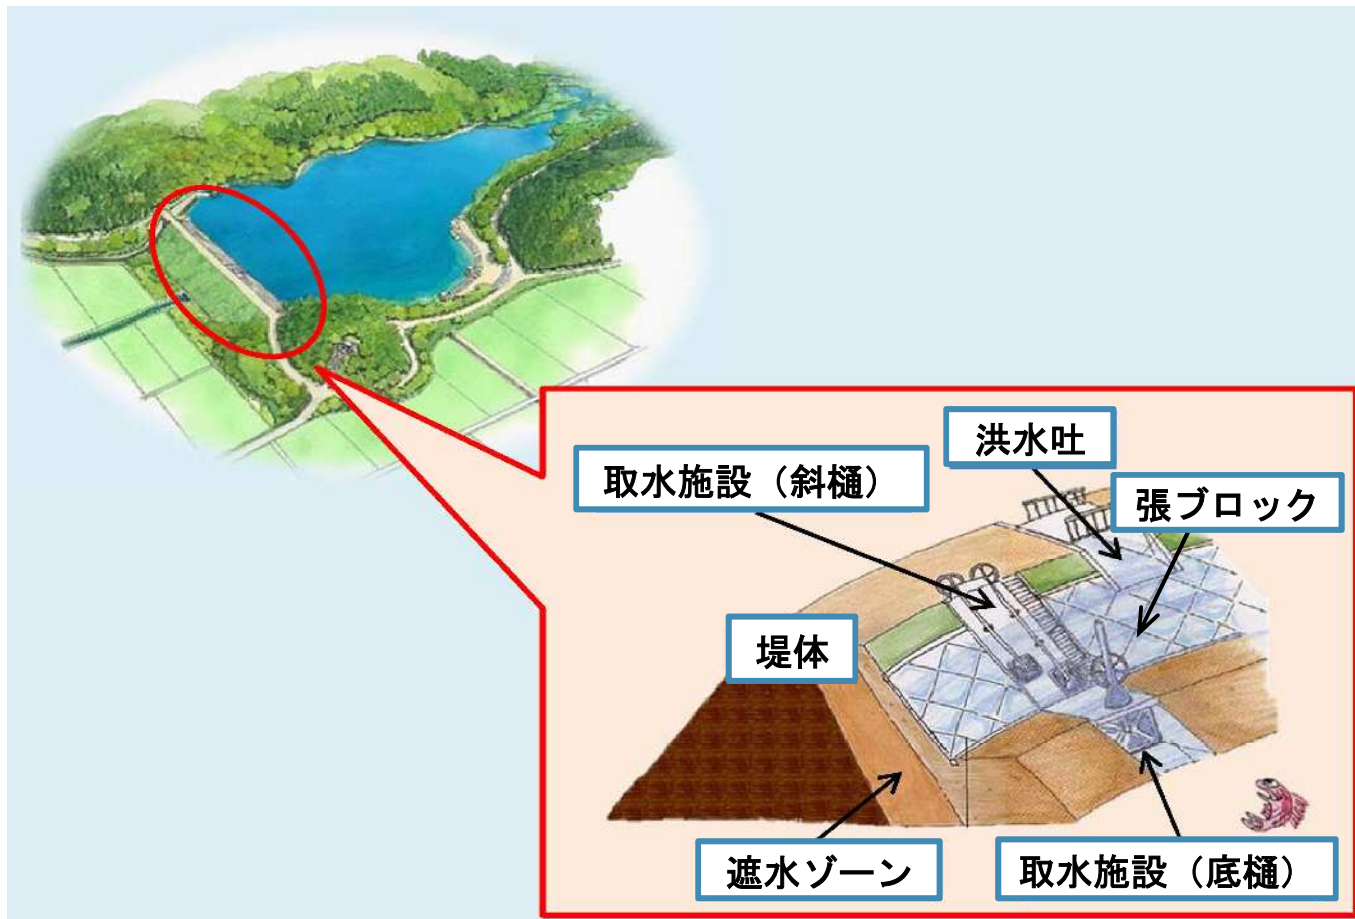 洪水吐
取水施設（斜樋）
張ブロック
堤体
遮水ゾーン
取水施設（底樋）